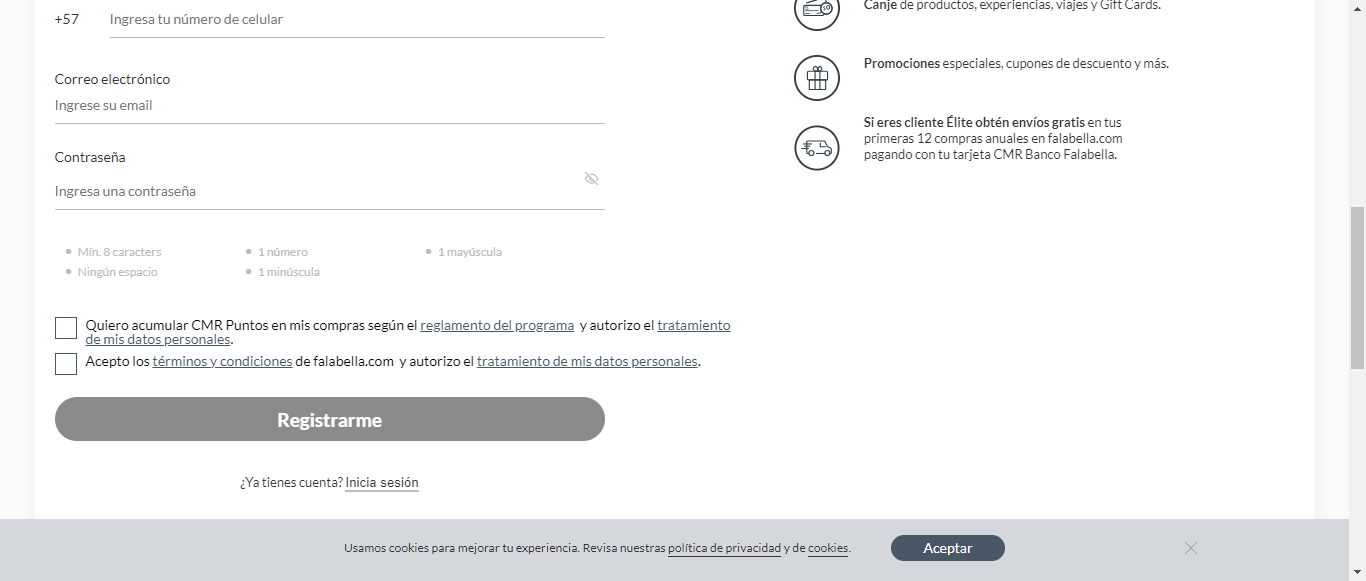 +57 Ingresa tu número de celular
Correo electrónico
Ingrese su email
Contraseña
Ingresa una contraseña
Mín. 8 caracters
1 número
1 mayúscula
Ningún espacio
1 minúscula
Quiero acumular CMR Puntos en mis compras según el reglamento del programa y autorizo el tratamiento
de mis datos personales.
Acepto los términos y condiciones de falabella.com y autorizo el tratamiento de mis datos personales.
Registrarme
¿Ya tienes cuenta? Inicia sesión
Canje de productos, experiencias, viajes y Gift Cards.
Promociones especiales, cupones de descuento y más.
Si eres cliente Élite obtén envíos gratis en tus
primeras 12 compras anuales en falabella.com
pagando con tu tarjeta CMR Banco Falabella.
Usamos cookies para mejorar tu experiencia. Revisa nuestras política de privacidad y de cookies.
Aceptar